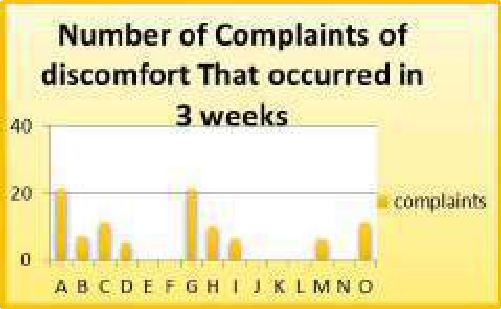 Number of Complaints of
discomfort That occurred in
3 weeks
40
20
0
complaints
A B C D E F G H I J K L M N O